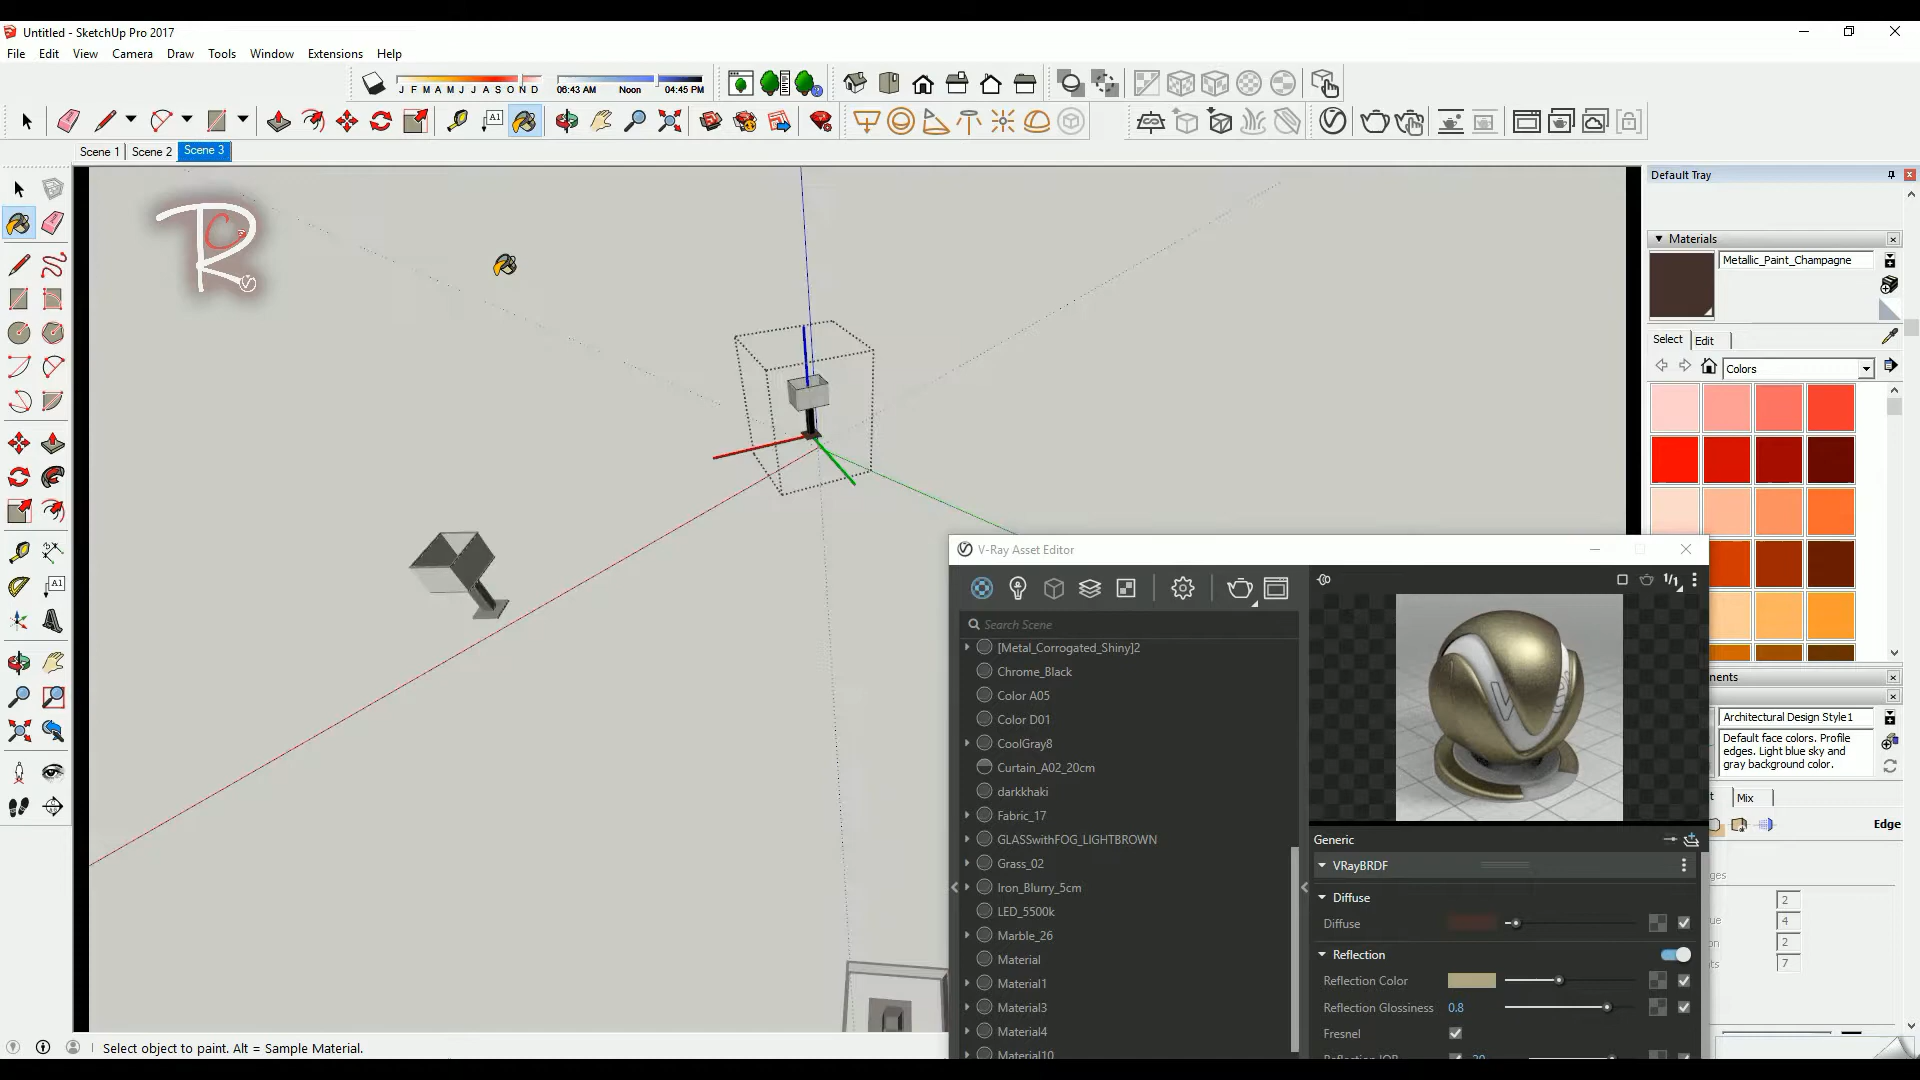 Untitled - SketchUp Pro 2017
File Edit View Camera Draw Tools Window Extensions Help
J F M A M J J A S O N D 06:43 AM Noon 04:45 PM
A1
Scene 1 Scene 2 Scene 3
Default Tray
Materials
Metallic_Paint_Champagne
Select Edit
Colors
A1
V-Ray Asset Editor
1/1
Search Scene
[Metal_Corrogated_Shiny]2
Chrome_Black
Color A05
Color D01
CoolGray8
Curtain_A02_20cm
darkkhaki
Fabric_17
GLASSwithFOG_LIGHTBROWN
Grass_02
Iron_Blurry_5cm
LED_5500k
Marble_26
Material
Material1
Material3
Material4
Material10
Generic
VRayBRDF
Diffuse
Diffuse
Reflection
Reflection Color
Reflection Glossiness 0.8
Fresnel
nents
Architectural Design Style1
Default face colors. Profile
edges. Light blue sky and
gray background color.
Mix
Edge
2
4
2
7
Select object to paint. Alt = Sample Material.